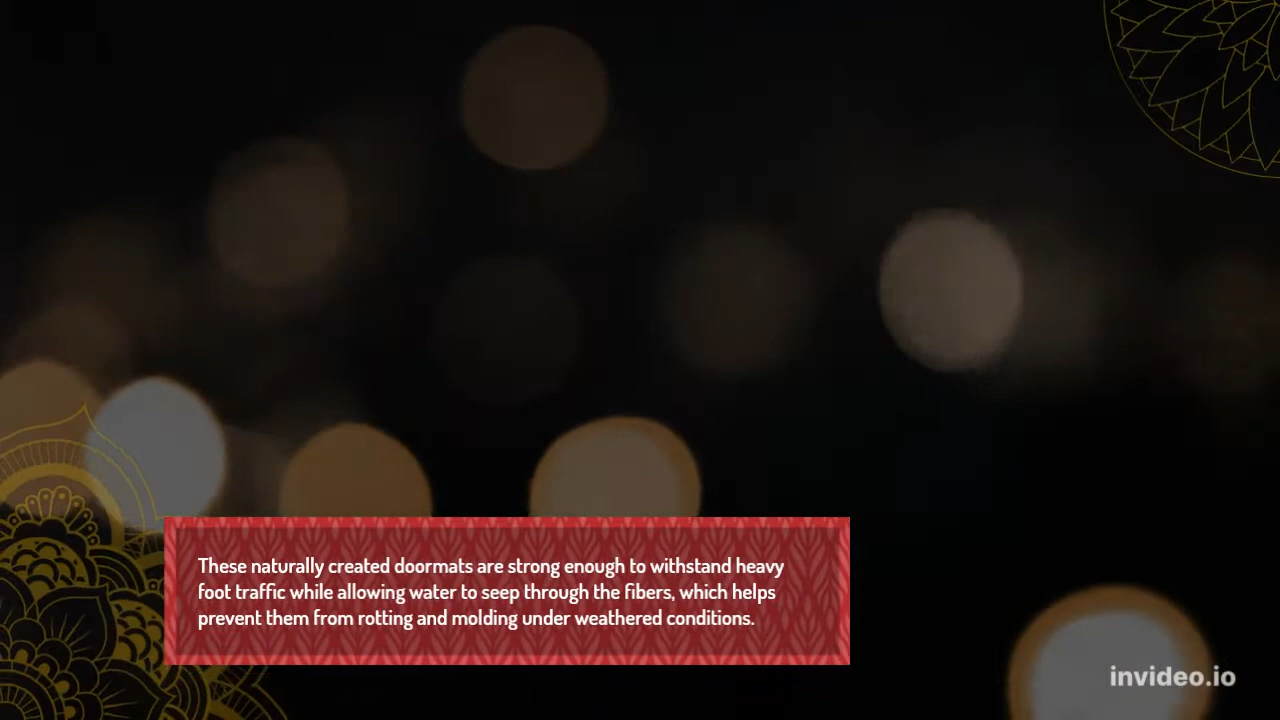 These naturally created doormats are strong enough to withstand heavy
foot traffic while allowing water to seep through the fibers, which helps
prevent them from rotting and molding under weathered conditions.
invideo.io